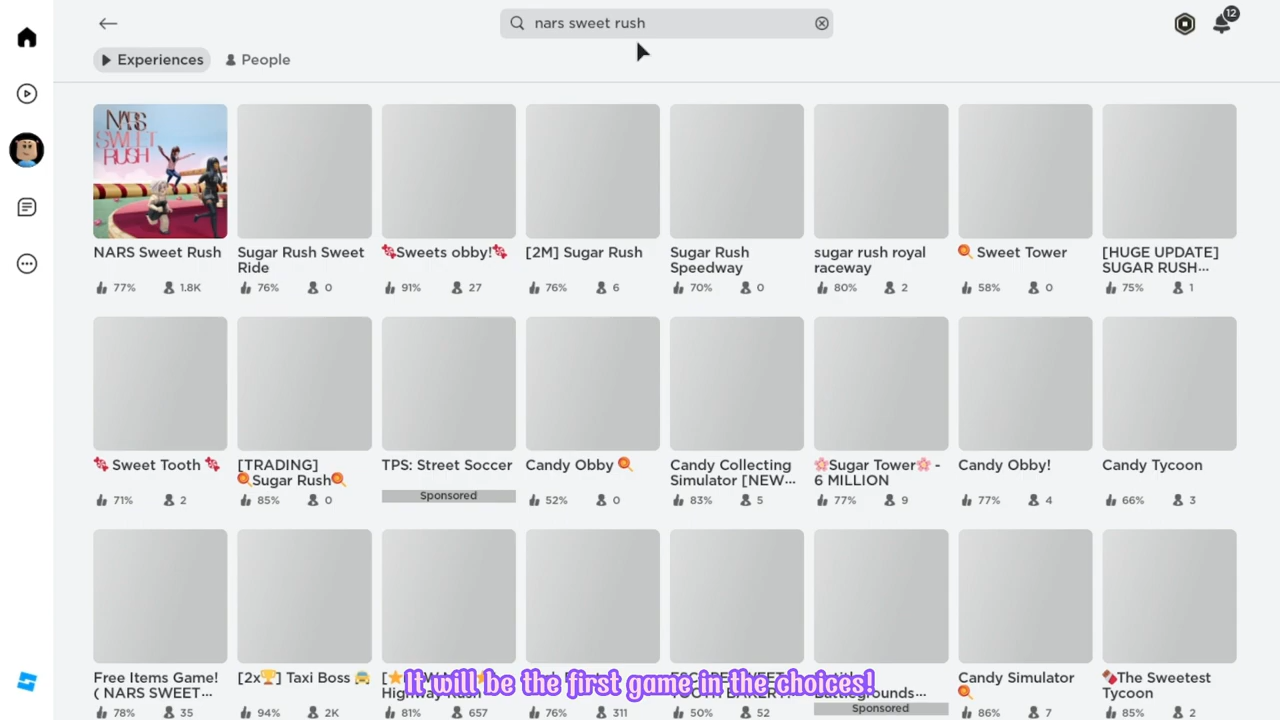 nars sweet rush
12
Experiences
People
NARS
SWEET
RUSH
NARS Sweet Rush
77% 1.8K
Sugar Rush Sweet
Ride
76% 0
🍬Sweets obby!🍬
91% 27
[2M] Sugar Rush
76% 6
Sugar Rush
Speedway
70% 0
sugar rush royal
raceway
80% 2
🍭 Sweet Tower
58% 0
[HUGE UPDATE]
SUGAR RUSH...
75% 1
🍬 Sweet Tooth 🍬
71% 2
[TRADING]
🍭Sugar Rush🍭
85% 0
TPS: Street Soccer
Sponsored
Candy Obby 🍭
52% 0
Candy Collecting
Simulator [NEW...
83% 5
🌸Sugar Tower🌸 -
6 MILLION
77% 9
Candy Obby!
77% 4
Candy Tycoon
66% 3
Free Items Game!
( NARS SWEET...
78% 35
[2x🏆] Taxi Boss 🚖
94% 2K
81% 657
76% 311
50% 52
Sponsored
Candy Simulator
🍭
86% 7
🍫The Sweetest
Tycoon
85% 2
It will be the first game in the choices!